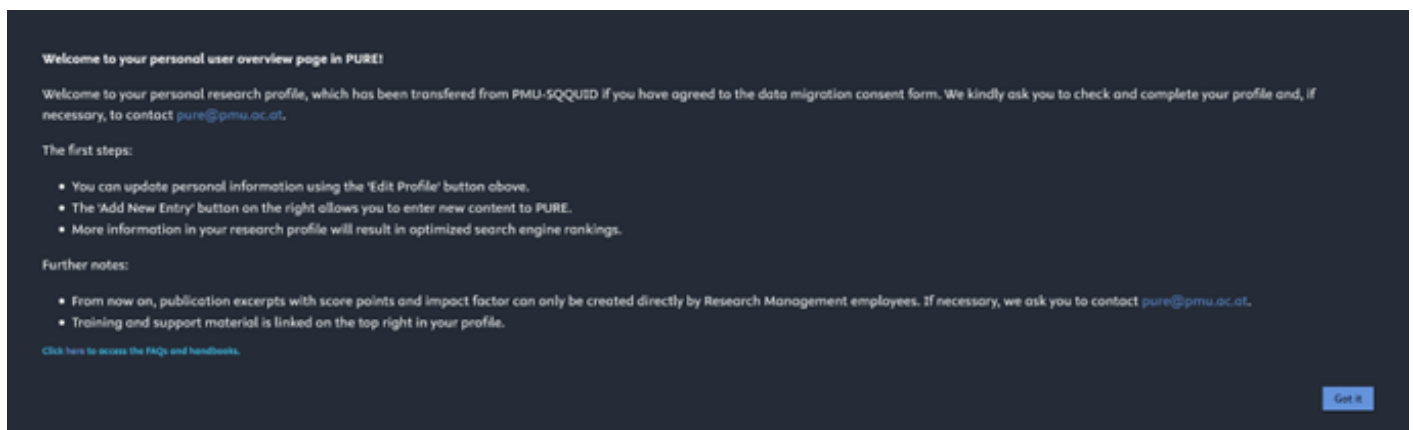 Welcome to your personal user overview page in PURE!
Welcome to your personal research profile, which has been transfered from PMU-SQQUID if you have agreed to the data migration consent form. We kindly ask you to check and complete your profile and, if
necessary, to contact pure@pmu.ac.at.
The first steps:
• You can update personal information using the 'Edit Profile' button above.
• The 'Add New Entry' button on the right allows you to enter new content to PURE.
• More information in your research profile will result in optimized search engine rankings.
Further notes:
• From now on, publication excerpts with score points and impact factor can only be created directly by Research Management employees. If necessary, we ask you to contact pure@pmu.ac.at.
• Training and support material is linked on the top right in your profile.
Click here to access the FAQs and handbooks.
Got it